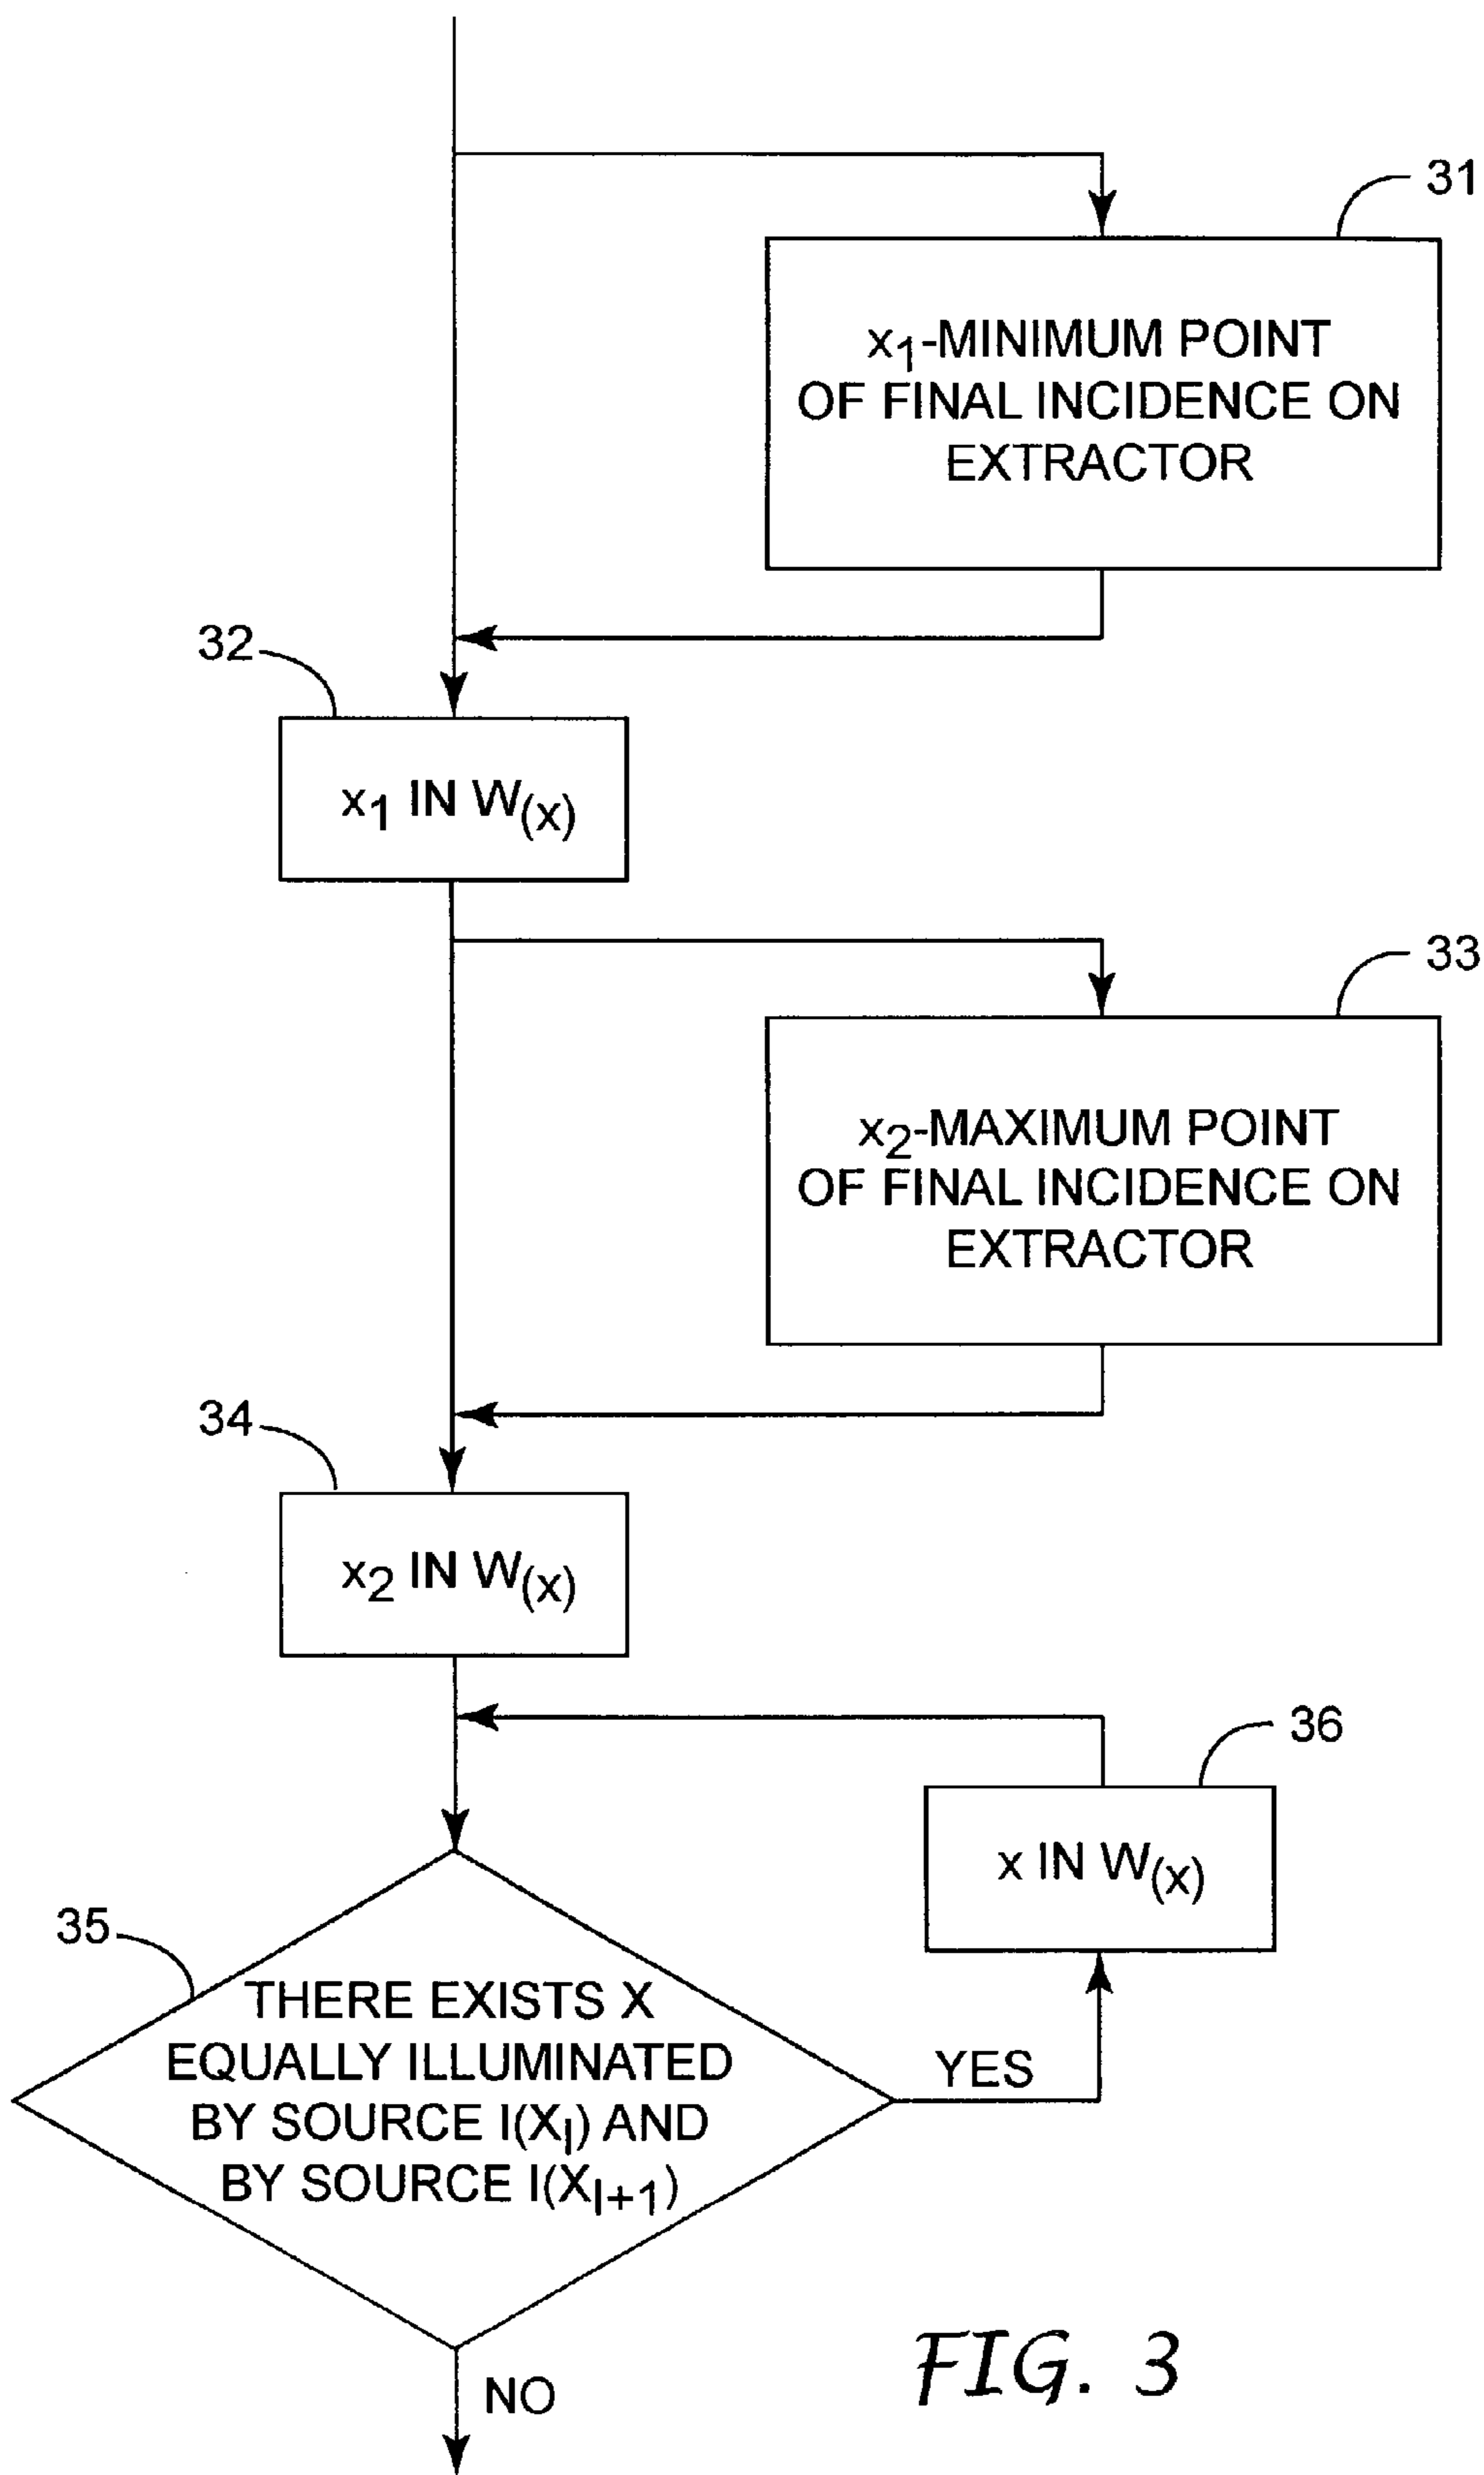 31
x₁-MINIMUM POINT
OF FINAL INCIDENCE ON
EXTRACTOR
32
x₁ IN W(x)
33
x₂-MAXIMUM POINT
OF FINAL INCIDENCE ON
EXTRACTOR
34
x₂ IN W(x)
36
x IN W(x)
35
THERE EXISTS X
EQUALLY ILLUMINATED
BY SOURCE I(X_I) AND
BY SOURCE I(X_I+1)
YES
NO
FIG. 3